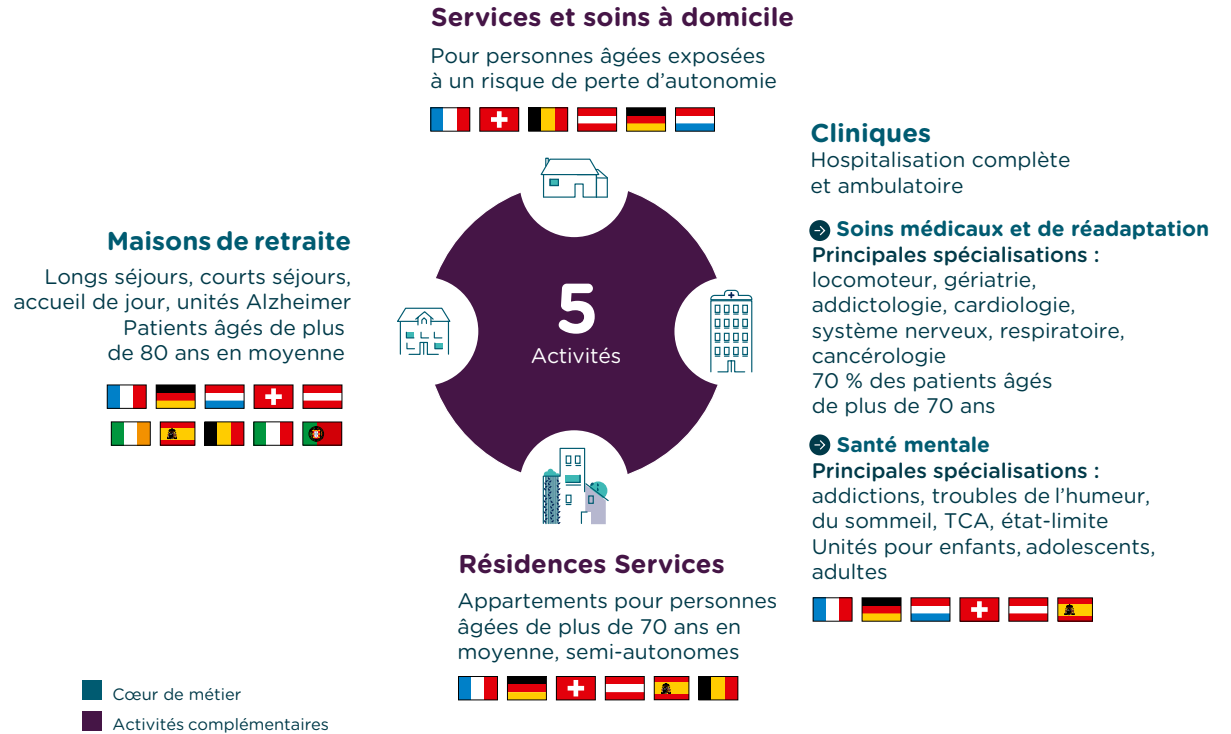 Services et soins à domicile
Pour personnes âgées exposées
à un risque de perte d'autonomie
Maisons de retraite
Longs séjours, courts séjours,
accueil de jour, unités Alzheimer
Patients âgés de plus
de 80 ans en moyenne
5
Activités
Cliniques
Hospitalisation complète
et ambulatoire
Soins médicaux et de réadaptation
Principales spécialisations :
locomoteur, gériatrie,
addictologie, cardiologie,
système nerveux, respiratoire,
cancérologie
70 % des patients âgés
de plus de 70 ans
Santé mentale
Principales spécialisations :
addictions, troubles de l'humeur,
du sommeil, TCA, état-limite
Unités pour enfants, adolescents,
adultes
Résidences Services
Appartements pour personnes
âgées de plus de 70 ans en
moyenne, semi-autonomes
Cœur de métier
Activités complémentaires